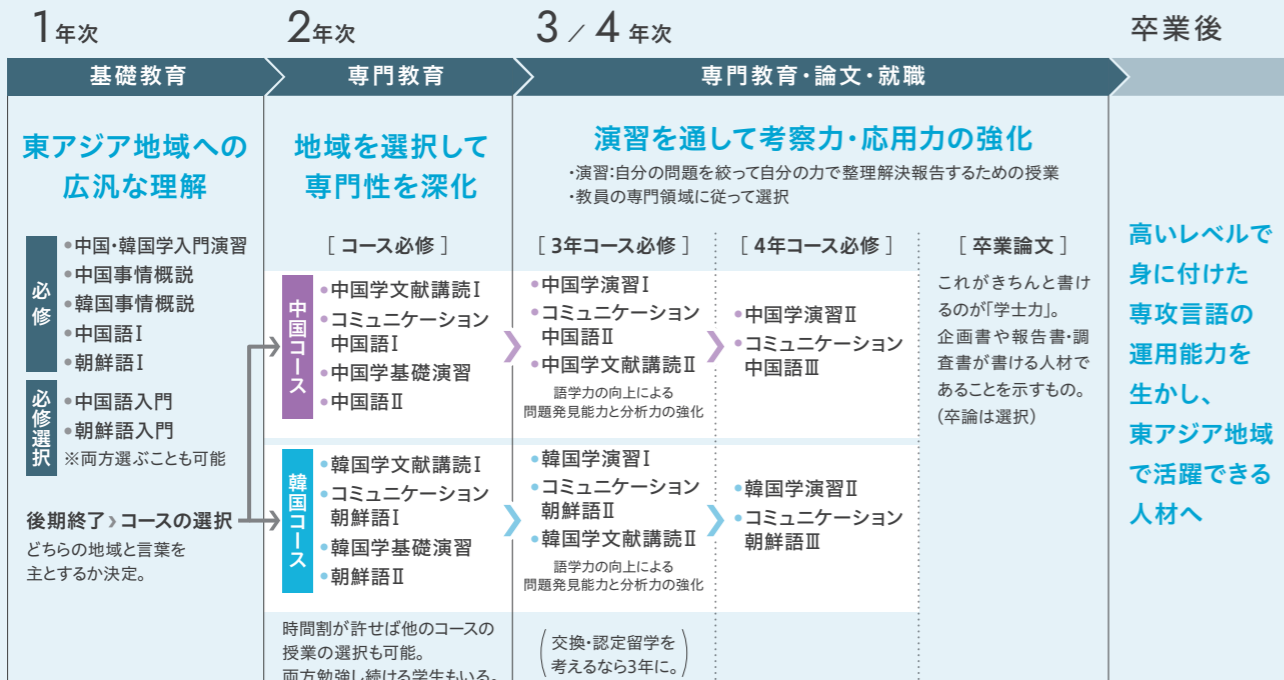 1年次
2年次
3／4年次
卒業後
基礎教育
専門教育
専門教育・論文・就職
東アジア地域への
広汎な理解
必修
•中国・韓国学入門演習
•中国事情概説
•韓国事情概説
•中国語Ⅰ
•朝鮮語Ⅰ
必修選択
•中国語入門
•朝鮮語入門
※両方選ぶことも可能
後期終了›コースの選択
どちらの地域と言葉を
主とするか決定。
地域を選択して
専門性を深化
［ コース必修 ］
中国コース
•中国学文献講読Ⅰ
•コミュニケーション
中国語Ⅰ
•中国学基礎演習
•中国語Ⅱ
韓国コース
•韓国学文献講読Ⅰ
•コミュニケーション
朝鮮語Ⅰ
•韓国学基礎演習
•朝鮮語Ⅱ
時間割が許せば他のコースの
授業の選択も可能。
両方勉強し続ける学生もいる。
演習を通して考察力・応用力の強化
・演習:自分の問題を絞って自分の力で整理解決報告するための授業
・教員の専門領域に従って選択
［ 3年コース必修 ］
•中国学演習Ⅰ
•コミュニケーション
中国語Ⅱ
•中国学文献講読Ⅱ
語学力の向上による
問題発見能力と分析力の強化
•韓国学演習Ⅰ
•コミュニケーション
朝鮮語Ⅱ
•韓国学文献講読Ⅱ
語学力の向上による
問題発見能力と分析力の強化
（交換・認定留学を
考えるなら3年に。）
［ 4年コース必修 ］
•中国学演習Ⅱ
•コミュニケーション
中国語Ⅲ
•韓国学演習Ⅱ
•コミュニケーション
朝鮮語Ⅲ
［ 卒業論文 ］
これがきちんと書け
るのが「学士力」。
企画書や報告書・調
査書が書ける人材で
あることを示すもの。
(卒論は選択)
高いレベルで
身に付けた
専攻言語の
運用能力を
生かし、
東アジア地域
で活躍できる
人材へ